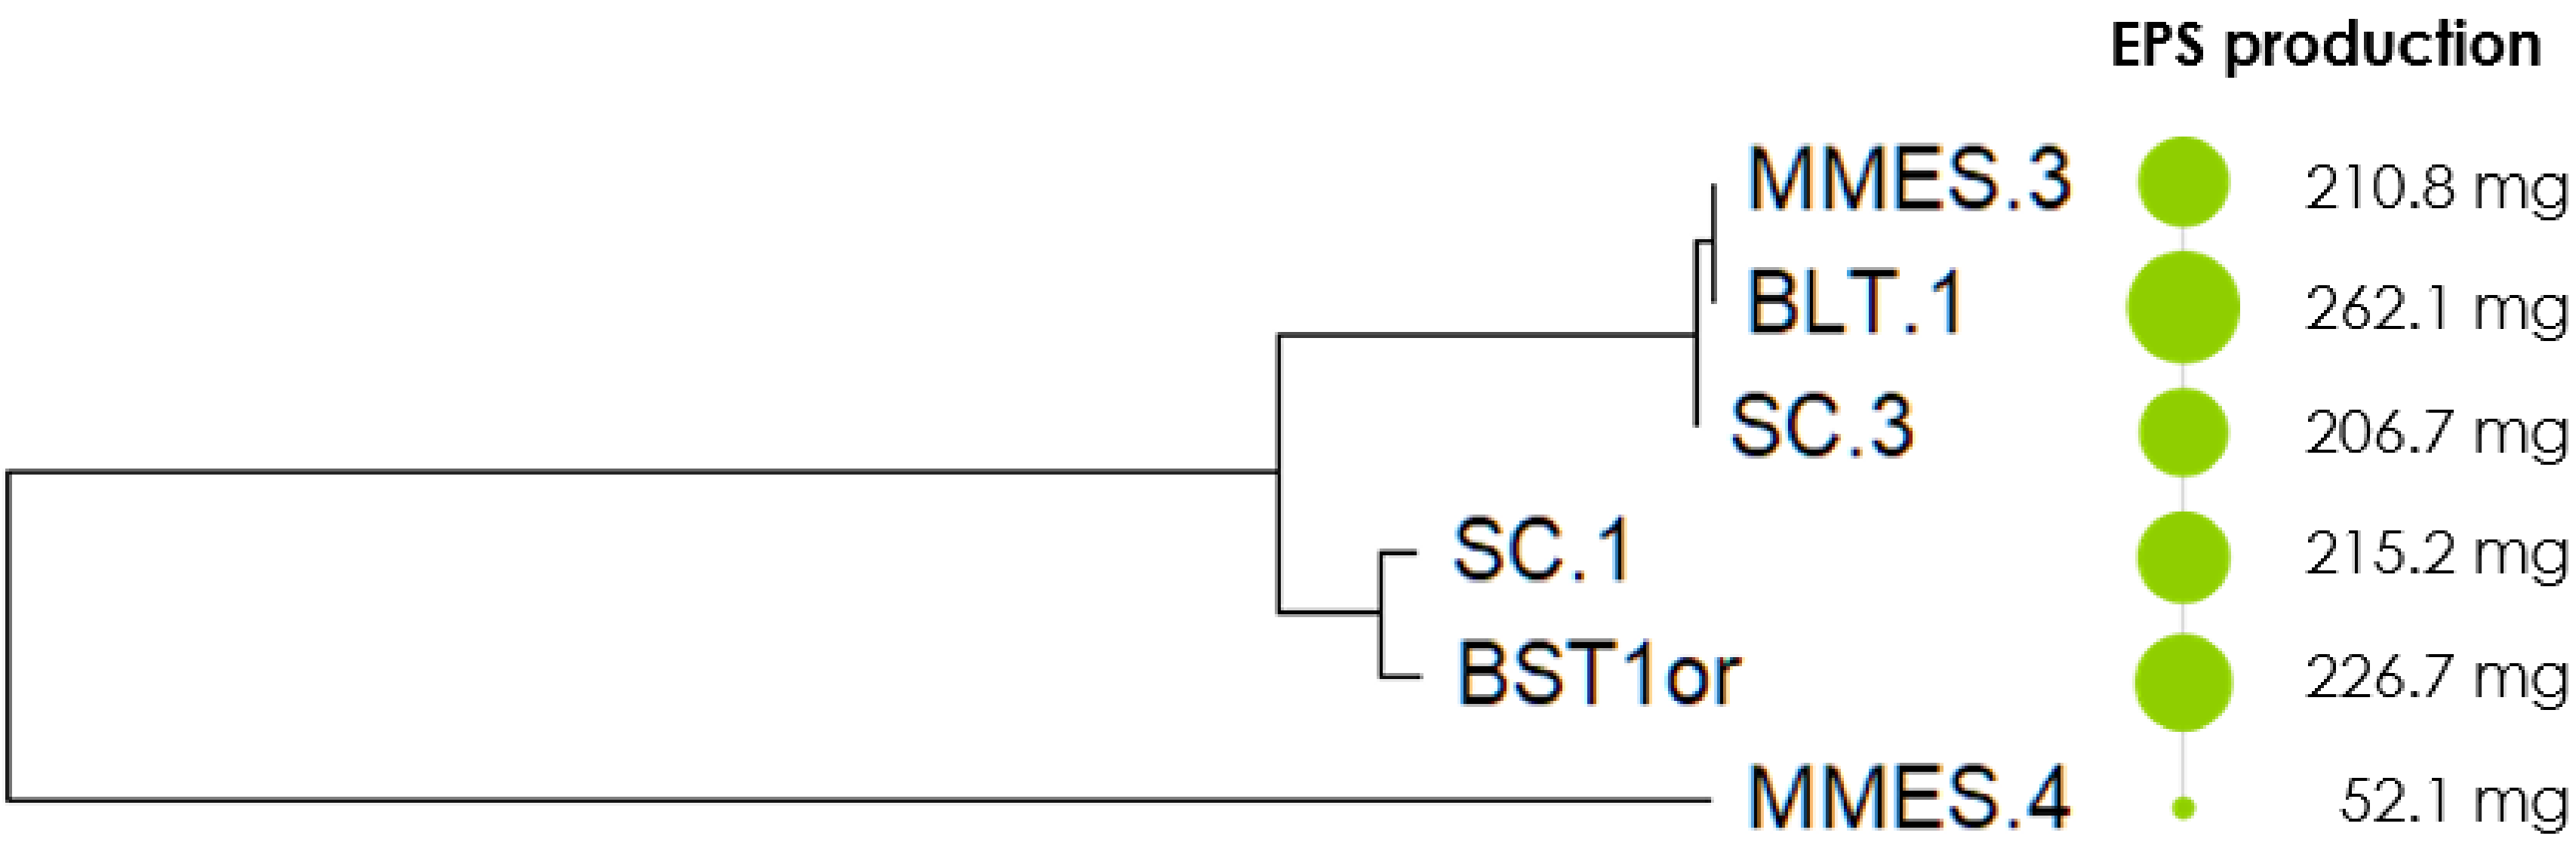 EPS production
MMES.3 210.8 mg
BLT.1 262.1 mg
SC.3 206.7 mg
SC.1 215.2 mg
BST1or 226.7 mg
MMES.4 52.1 mg